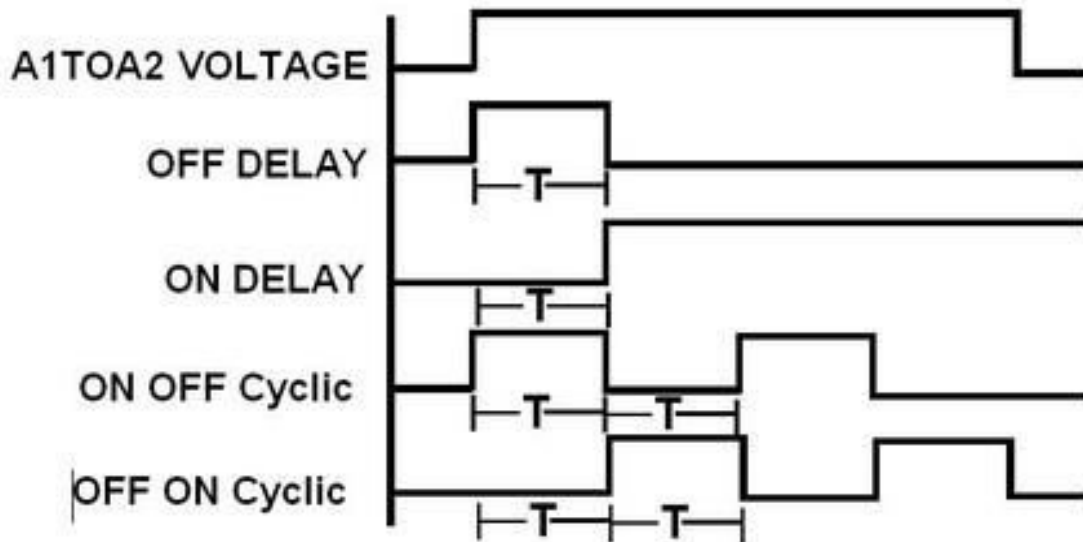 A1TOA2 VOLTAGE
OFF DELAY
T
ON DELAY
T
ON OFF Cyclic
T T
OFF ON Cyclic
T T